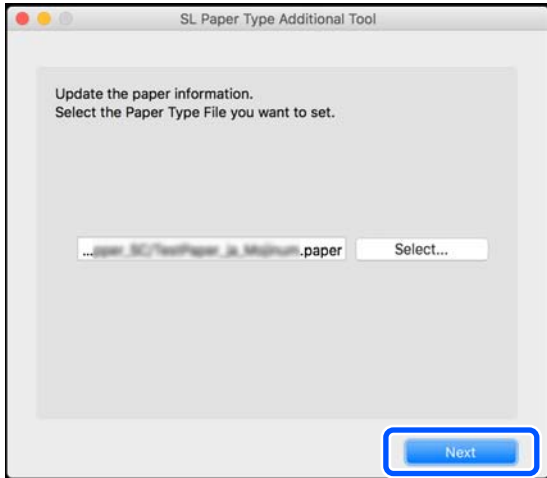 SL Paper Type Additional Tool
Update the paper information.
Select the Paper Type File you want to set.
... .paper
Select...
Next